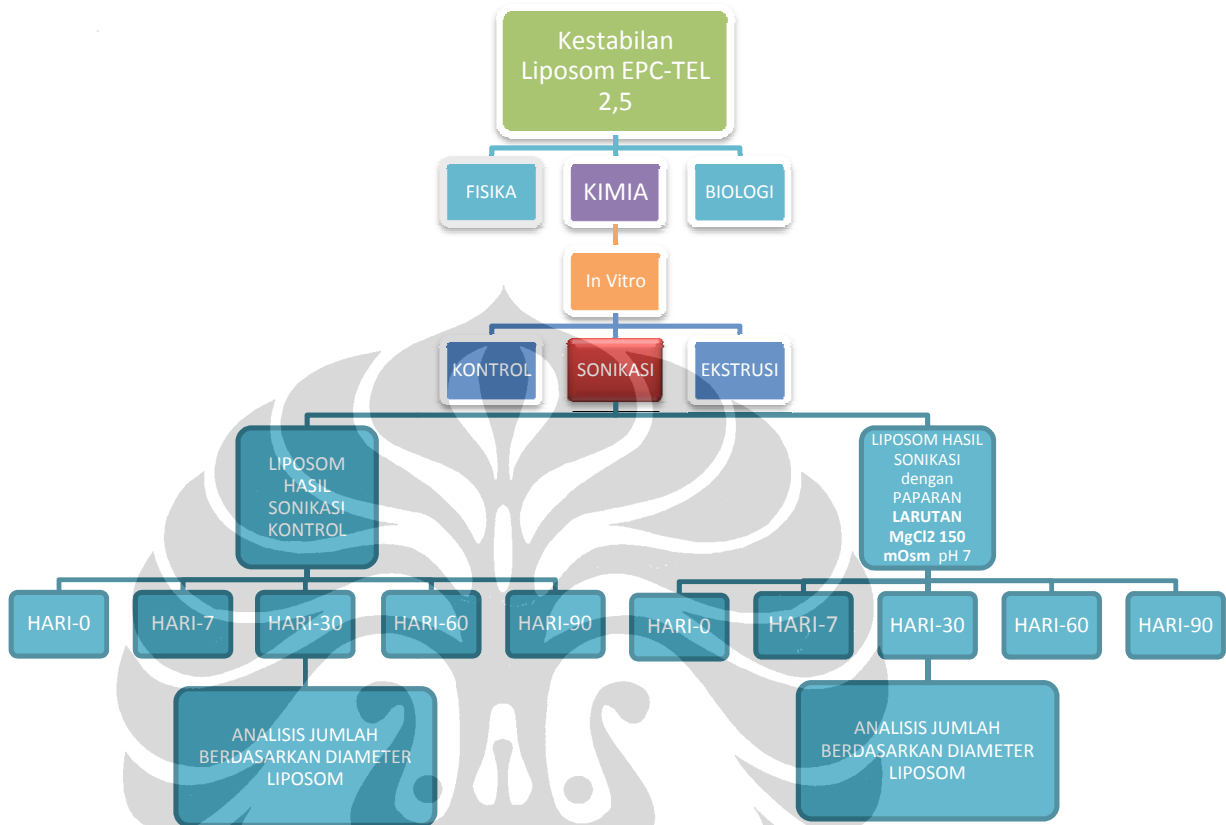 Kestabilan
Liposom EPC-TEL
2,5
FISIKA
KIMIA
BIOLOGI
In Vitro
KONTROL
SONIKASI
EKSTRUSI
LIPOSOM
HASIL
SONIKASI
KONTROL
LIPOSOM HASIL
SONIKASI
dengan
PAPARAN
LARUTAN
MgCl2 150
mOsm pH 7
HARI-0
HARI-7
HARI-30
HARI-60
HARI-90
HARI-0
HARI-7
HARI-30
HARI-60
HARI-90
ANALISIS JUMLAH
BERDASARKAN DIAMETER
LIPOSOM
ANALISIS JUMLAH
BERDASARKAN DIAMETER
LIPOSOM